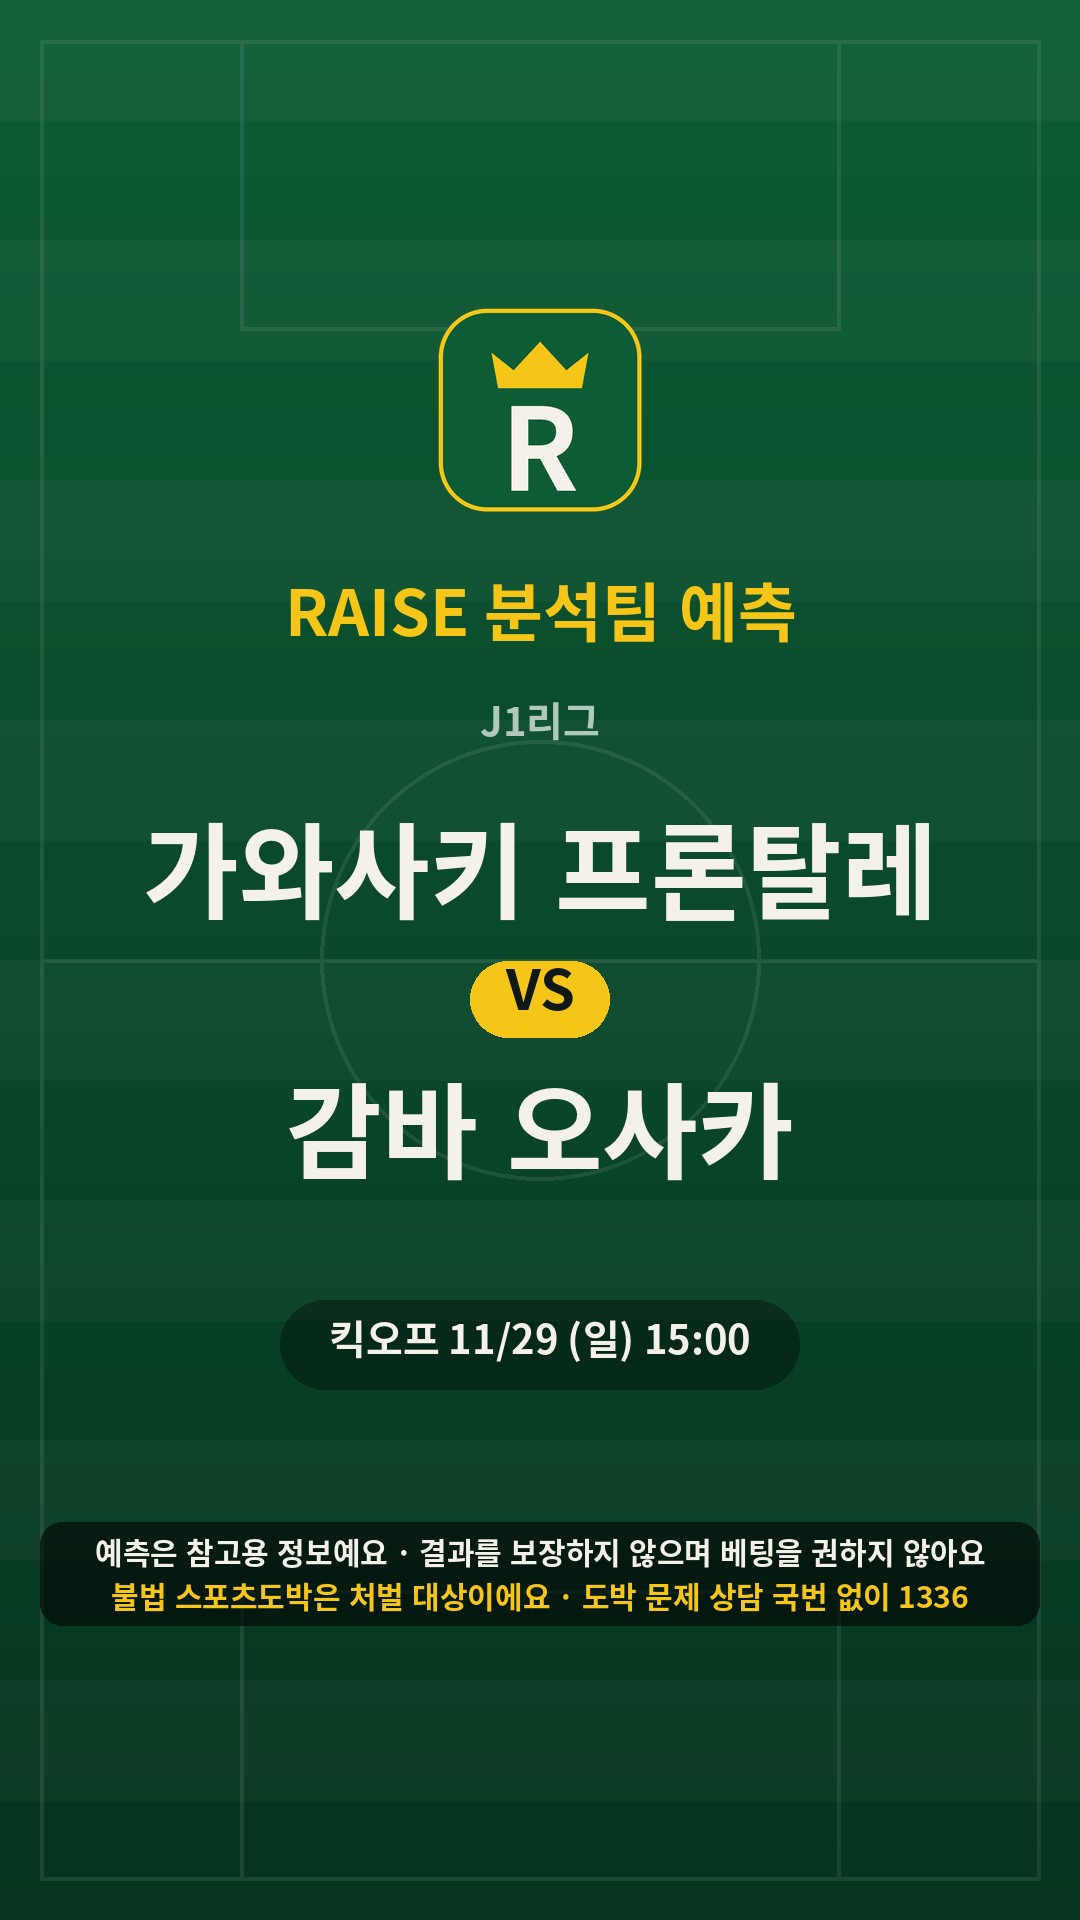 R
RAISE 분석팀 예측
J1리그
가와사키 프론탈레
VS
감바 오사카
킥오프 11/29 (일) 15:00
예측은 참고용 정보예요 · 결과를 보장하지 않으며 베팅을 권하지 않아요
불법 스포츠도박은 처벌 대상이에요 · 도박 문제 상담 국번 없이 1336